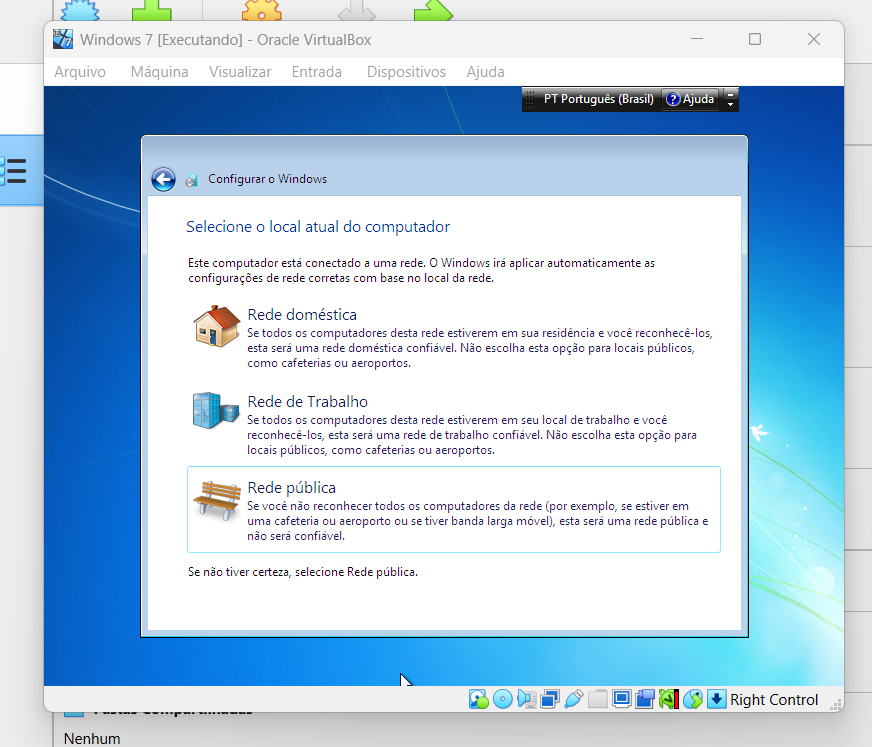 Windows 7 [Executando] - Oracle VirtualBox
Arquivo Máquina Visualizar Entrada Dispositivos Ajuda
PT Português (Brasil) ? Ajuda
Configurar o Windows
Selecione o local atual do computador
Este computador está conectado a uma rede. O Windows irá aplicar automaticamente as
configurações de rede corretas com base no local da rede.
Rede doméstica
Se todos os computadores desta rede estiverem em sua residência e você reconhecê-los,
esta será uma rede doméstica confiável. Não escolha esta opção para locais públicos,
como cafeterias ou aeroportos.
Rede de Trabalho
Se todos os computadores desta rede estiverem em seu local de trabalho e você
reconhecê-los, esta será uma rede de trabalho confiável. Não escolha esta opção para
locais públicos, como cafeterias ou aeroportos.
Rede pública
Se você não reconhecer todos os computadores da rede (por exemplo, se estiver em
uma cafeteria ou aeroporto ou se tiver banda larga móvel), esta será uma rede pública e
não será confiável.
Se não tiver certeza, selecione Rede pública.
Right Control
Nenhum